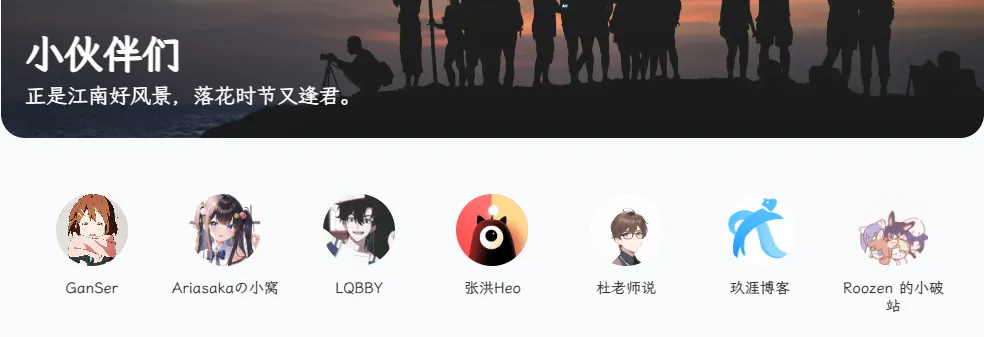 小伙伴们
正是江南好风景，落花时节又逢君。
GanSer
Ariasakaの小窝
LQBBY
张洪Heo
杜老师说
玖涯博客
Roozen 的小破
站